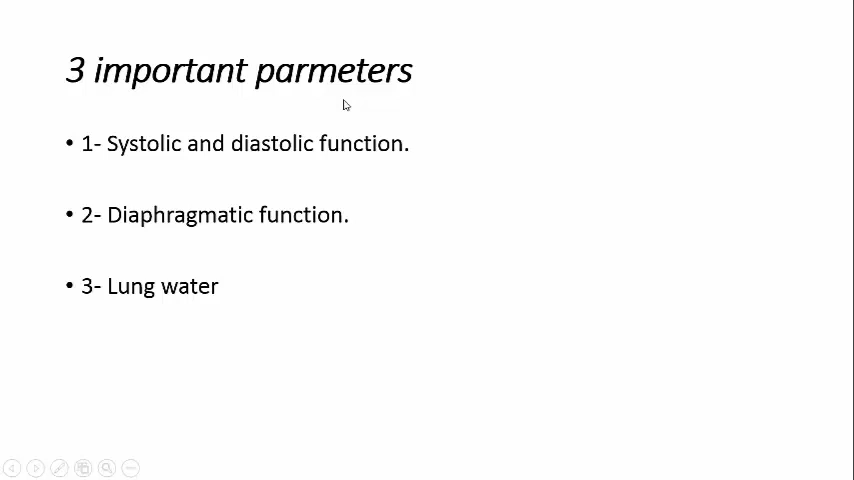 3 important parmeters
• 1- Systolic and diastolic function.
• 2- Diaphragmatic function.
• 3- Lung water